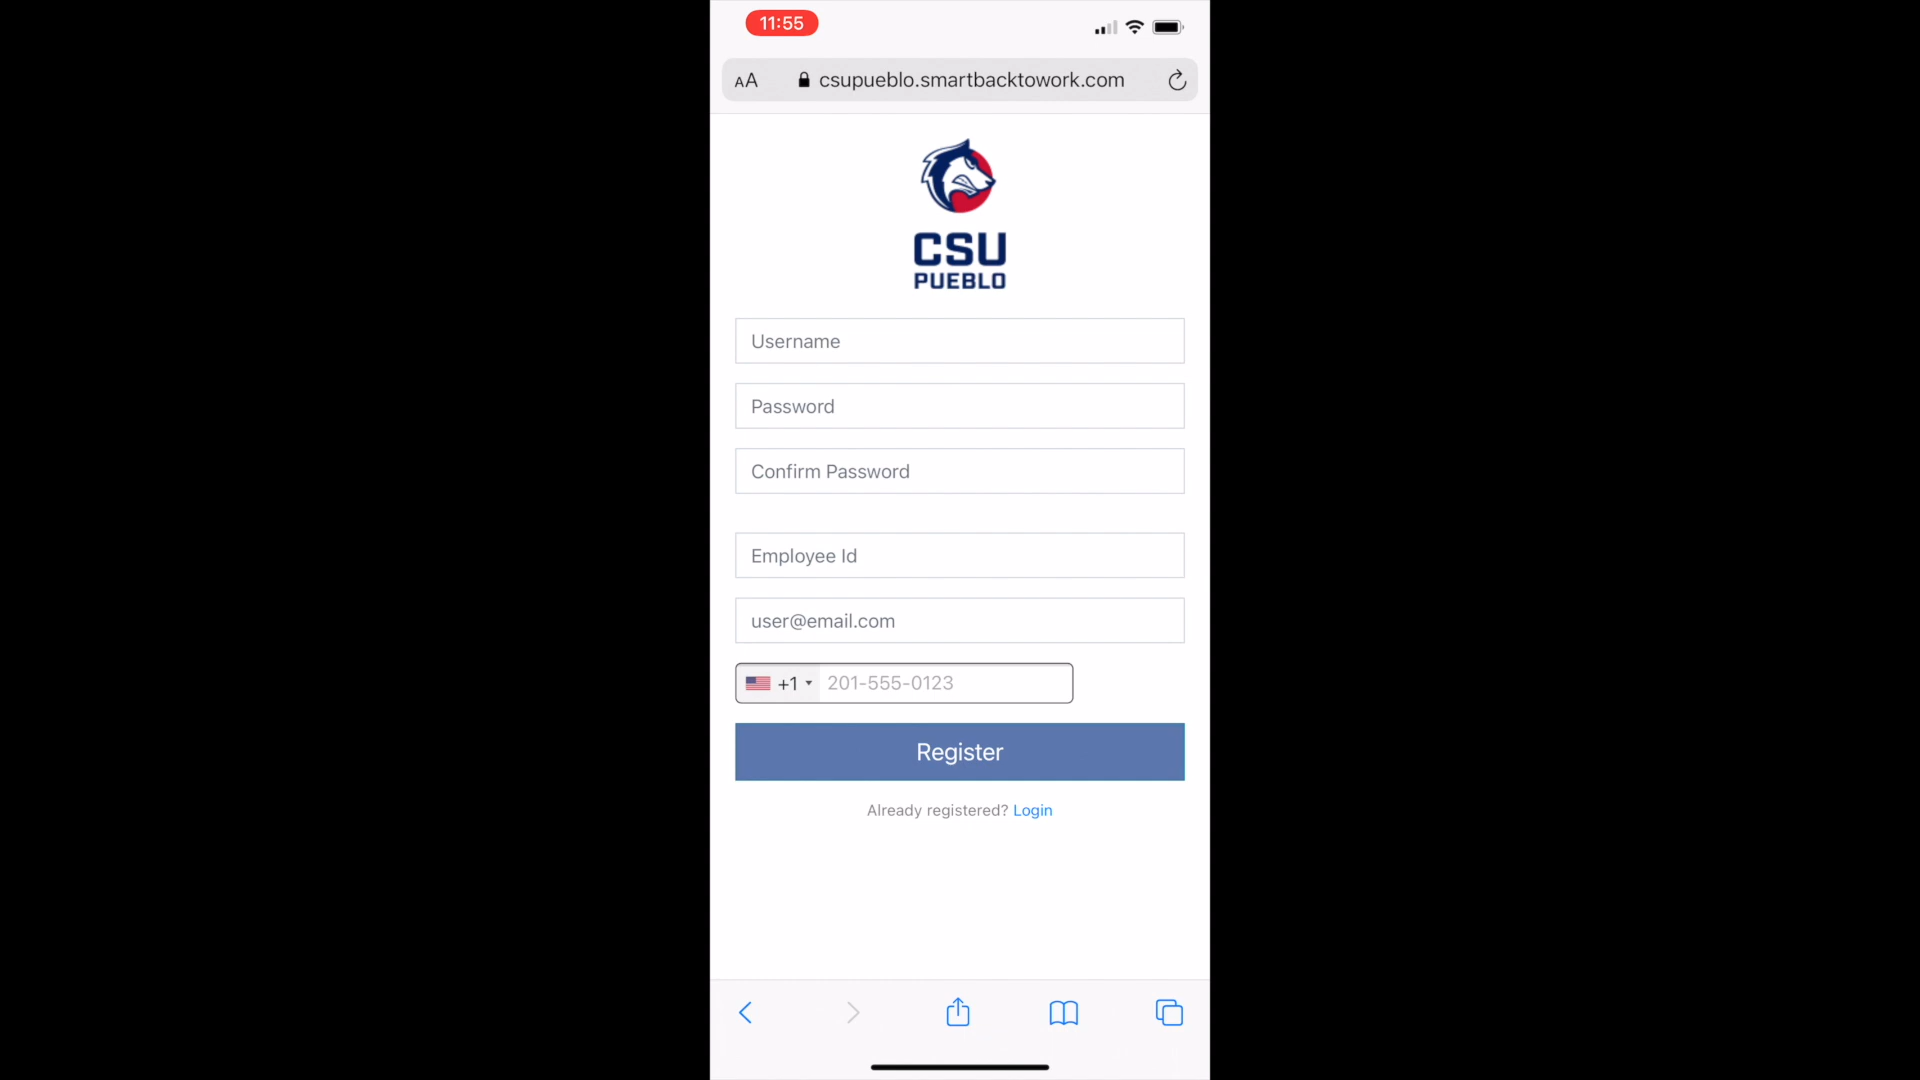 11:55
AA csupueblo.smartbacktowork.com
CSU
PUEBLO
Username
Password
Confirm Password
Employee Id
user@email.com
+1 201-555-0123
Register
Already registered? Login